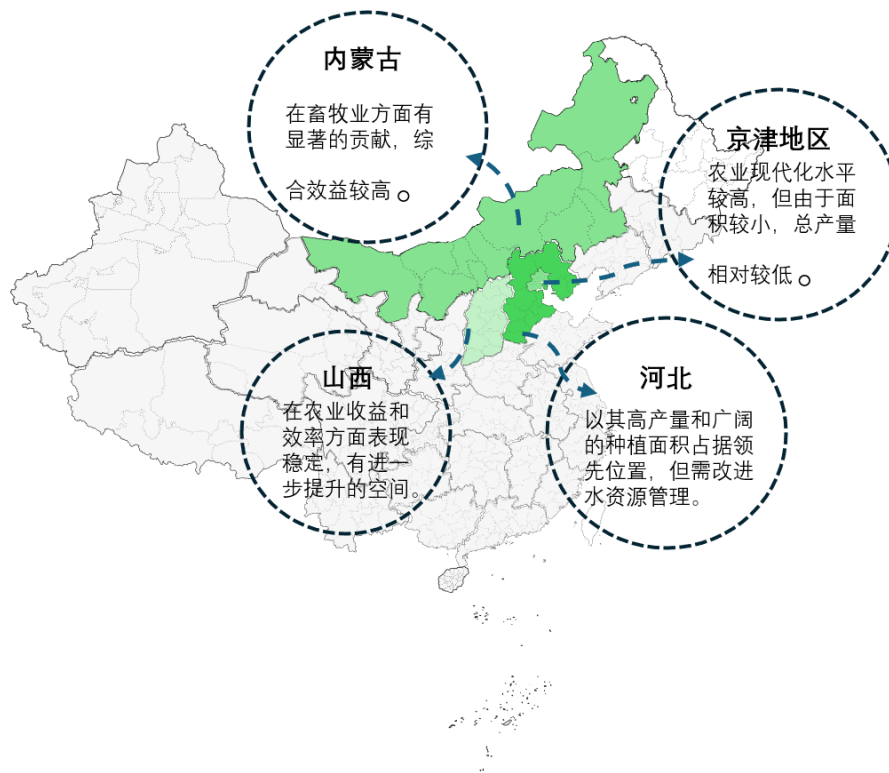 内蒙古
在畜牧业方面有
显著的贡献，综
合效益较高。
京津地区
农业现代化水平
较高，但由于面
积较小，总产量
相对较低。
山西
在农业收益和
效率方面表现
稳定，有进一
步提升的空间。
河北
以其高产量和广阔
的种植面积占据领
先位置，但需改进
水资源管理。